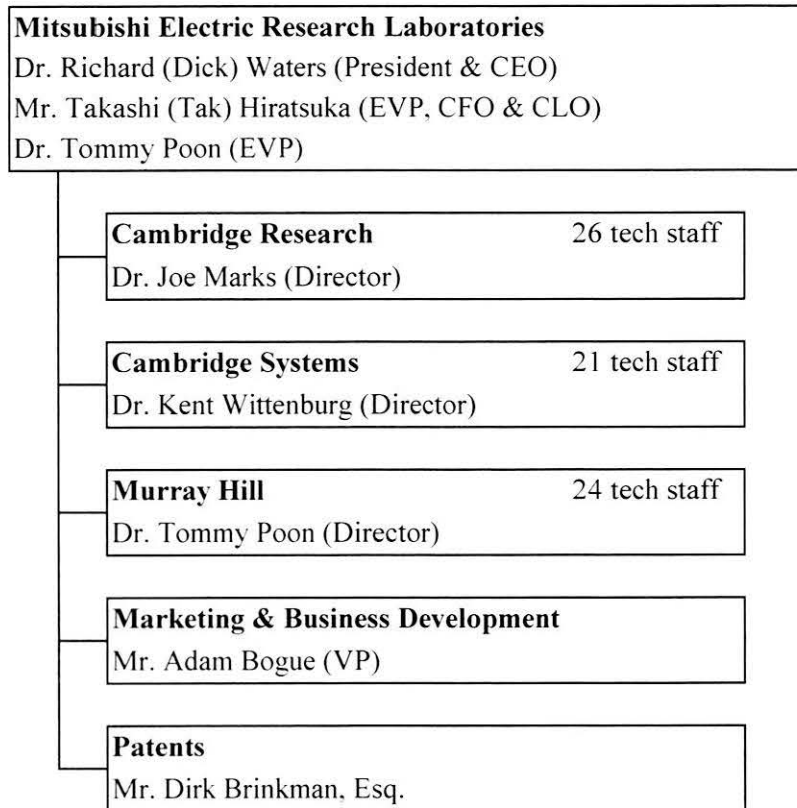 Mitsubishi Electric Research Laboratories
Dr. Richard (Dick) Waters (President & CEO)
Mr. Takashi (Tak) Hiratsuka (EVP, CFO & CLO)
Dr. Tommy Poon (EVP)
Cambridge Research 26 tech staff
Dr. Joe Marks (Director)
Cambridge Systems 21 tech staff
Dr. Kent Wittenburg (Director)
Murray Hill 24 tech staff
Dr. Tommy Poon (Director)
Marketing & Business Development
Mr. Adam Bogue (VP)
Patents
Mr. Dirk Brinkman, Esq.